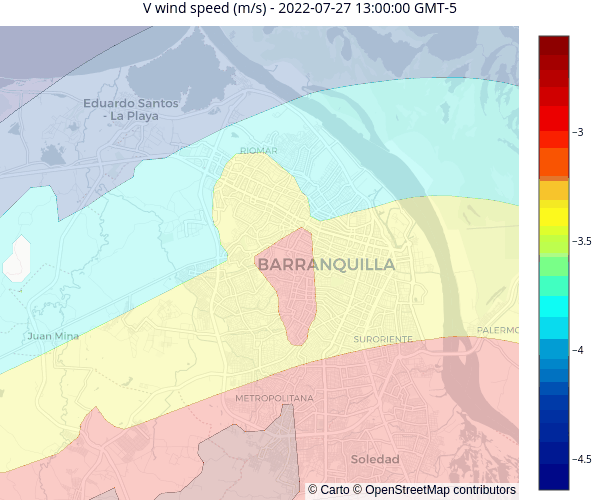 V wind speed (m/s) - 2022-07-27 13:00:00 GMT-5
Eduardo Santos
- La Playa
−3
RIOMAR
−3.5
BARRANQUILLA
PALERMO
Juan Mina
SURORIENTE
−4
METROPOLITANA
Soledad
−4.5
© Carto © OpenStreetMap contributors